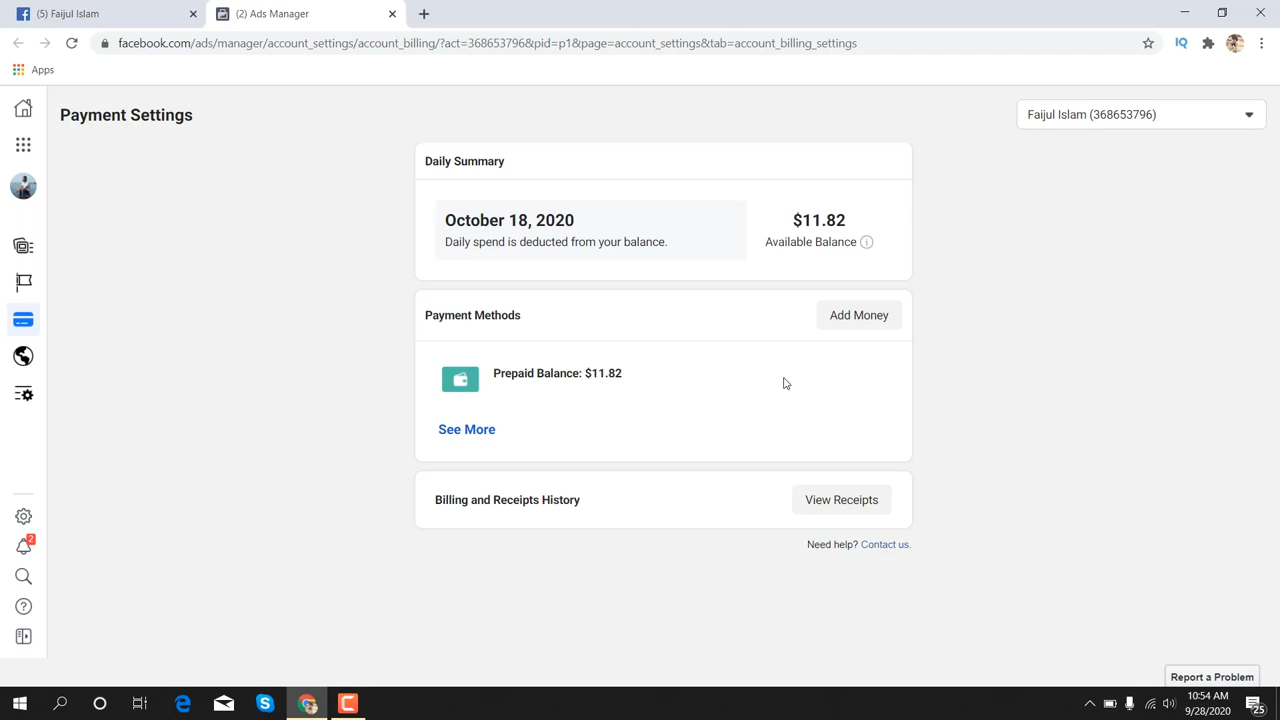 (5) Faijul Islam
(2) Ads Manager
facebook.com/ads/manager/account_settings/account_billing/?act=368653796&pid=p1&page=account_settings&tab=account_billing_settings
IQ
Apps
Payment Settings
Faijul Islam (368653796)
Daily Summary
October 18, 2020
Daily spend is deducted from your balance.
$11.82
Available Balance
Payment Methods
Add Money
Prepaid Balance: $11.82
See More
Billing and Receipts History
View Receipts
Need help? Contact us.
2
Report a Problem
10:54 AM
9/28/2020
25